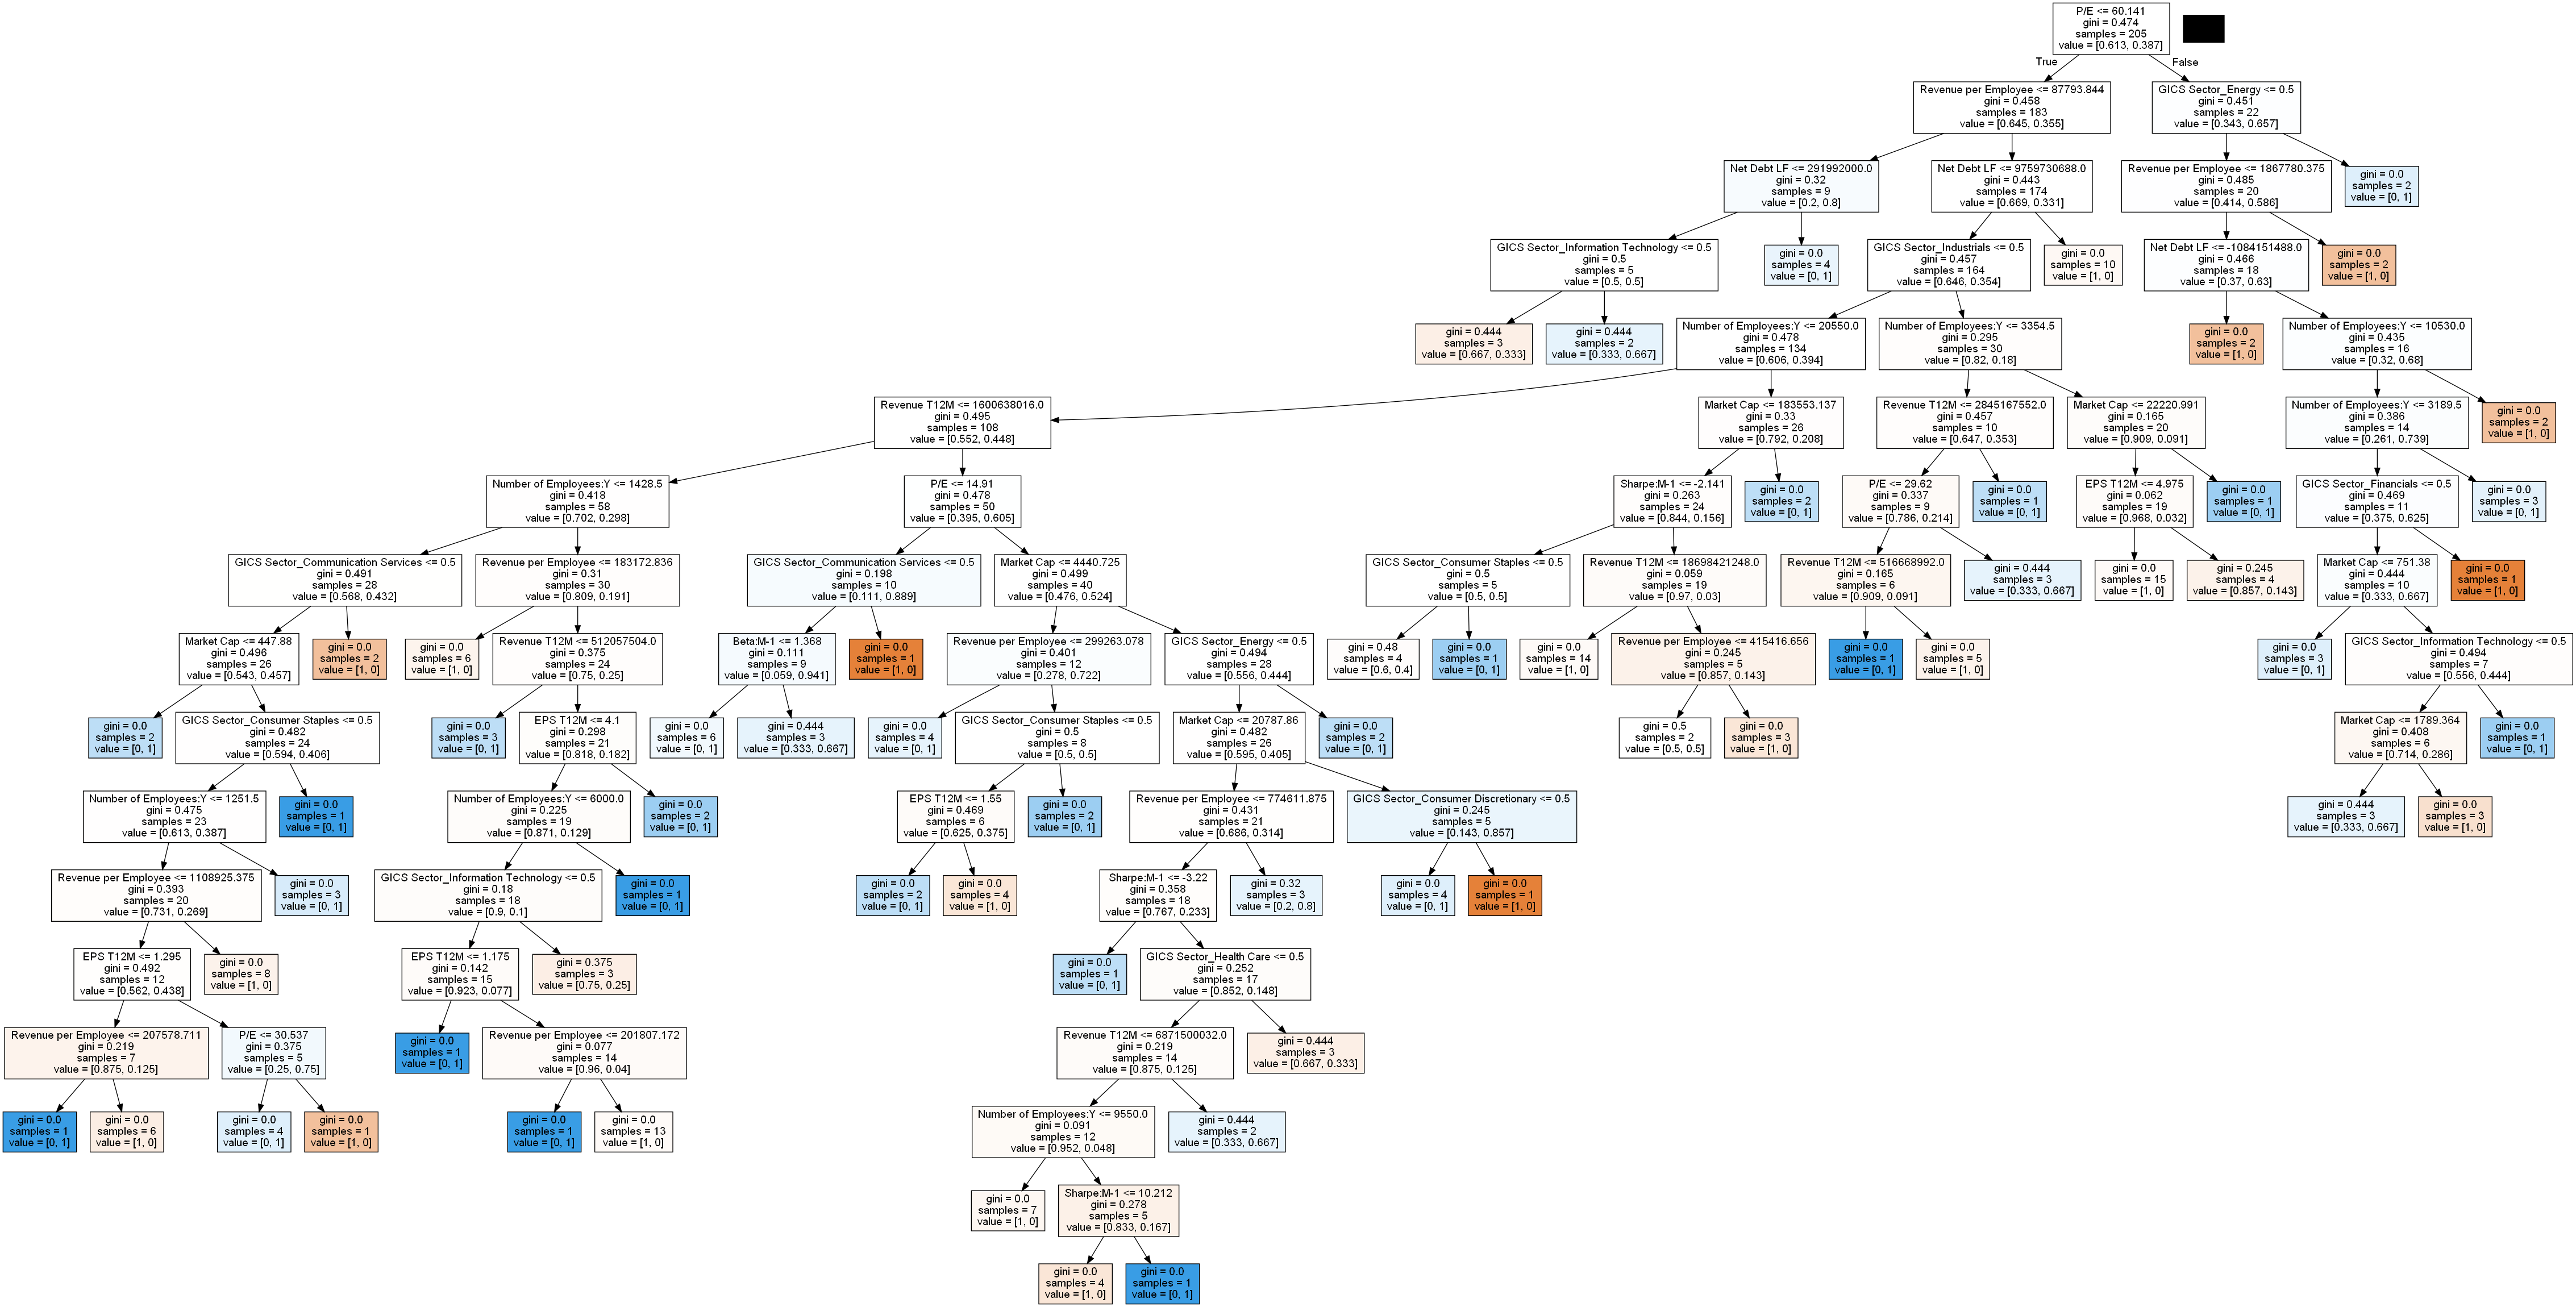 P/E <= 60.141
gini = 0.474
samples = 205
value = [0.613, 0.387]
True
False
Revenue per Employee <= 87793.844
gini = 0.458
samples = 183
value = [0.645, 0.355]
GICS Sector_Energy <= 0.5
gini = 0.451
samples = 22
value = [0.343, 0.657]
Net Debt LF <= 291992000.0
gini = 0.32
samples = 9
value = [0.2, 0.8]
Net Debt LF <= 9759730688.0
gini = 0.443
samples = 174
value = [0.669, 0.331]
Revenue per Employee <= 1867780.375
gini = 0.485
samples = 20
value = [0.414, 0.586]
gini = 0.0
samples = 2
value = [0, 1]
GICS Sector_Information Technology <= 0.5
gini = 0.5
samples = 5
value = [0.5, 0.5]
gini = 0.0
samples = 4
value = [0, 1]
GICS Sector_Industrials <= 0.5
gini = 0.457
samples = 164
value = [0.646, 0.354]
gini = 0.0
samples = 10
value = [1, 0]
Net Debt LF <= -1084151488.0
gini = 0.466
samples = 18
value = [0.37, 0.63]
gini = 0.0
samples = 2
value = [1, 0]
gini = 0.444
samples = 3
value = [0.667, 0.333]
gini = 0.444
samples = 2
value = [0.333, 0.667]
Number of Employees:Y <= 20550.0
gini = 0.478
samples = 134
value = [0.606, 0.394]
Number of Employees:Y <= 3354.5
gini = 0.295
samples = 30
value = [0.82, 0.18]
gini = 0.0
samples = 2
value = [1, 0]
Number of Employees:Y <= 10530.0
gini = 0.435
samples = 16
value = [0.32, 0.68]
Revenue T12M <= 1600638016.0
gini = 0.495
samples = 108
value = [0.552, 0.448]
Market Cap <= 183553.137
gini = 0.33
samples = 26
value = [0.792, 0.208]
Revenue T12M <= 2845167552.0
gini = 0.457
samples = 10
value = [0.647, 0.353]
Market Cap <= 22220.991
gini = 0.165
samples = 20
value = [0.909, 0.091]
Number of Employees:Y <= 3189.5
gini = 0.386
samples = 14
value = [0.261, 0.739]
gini = 0.0
samples = 2
value = [1, 0]
Number of Employees:Y <= 1428.5
gini = 0.418
samples = 58
value = [0.702, 0.298]
P/E <= 14.91
gini = 0.478
samples = 50
value = [0.395, 0.605]
Sharpe:M-1 <= -2.141
gini = 0.263
samples = 24
value = [0.844, 0.156]
gini = 0.0
samples = 2
value = [0, 1]
P/E <= 29.62
gini = 0.337
samples = 9
value = [0.786, 0.214]
gini = 0.0
samples = 1
value = [0, 1]
EPS T12M <= 4.975
gini = 0.062
samples = 19
value = [0.968, 0.032]
gini = 0.0
samples = 1
value = [0, 1]
GICS Sector_Financials <= 0.5
gini = 0.469
samples = 11
value = [0.375, 0.625]
gini = 0.0
samples = 3
value = [0, 1]
GICS Sector_Communication Services <= 0.5
gini = 0.491
samples = 28
value = [0.568, 0.432]
Revenue per Employee <= 183172.836
gini = 0.31
samples = 30
value = [0.809, 0.191]
GICS Sector_Communication Services <= 0.5
gini = 0.198
samples = 10
value = [0.111, 0.889]
Market Cap <= 4440.725
gini = 0.499
samples = 40
value = [0.476, 0.524]
GICS Sector_Consumer Staples <= 0.5
gini = 0.5
samples = 5
value = [0.5, 0.5]
Revenue T12M <= 18698421248.0
gini = 0.059
samples = 19
value = [0.97, 0.03]
Revenue T12M <= 516668992.0
gini = 0.165
samples = 6
value = [0.909, 0.091]
gini = 0.444
samples = 3
value = [0.333, 0.667]
gini = 0.0
samples = 15
value = [1, 0]
gini = 0.245
samples = 4
value = [0.857, 0.143]
Market Cap <= 751.38
gini = 0.444
samples = 10
value = [0.333, 0.667]
gini = 0.0
samples = 1
value = [1, 0]
Market Cap <= 447.88
gini = 0.496
samples = 26
value = [0.543, 0.457]
gini = 0.0
samples = 2
value = [1, 0]
gini = 0.0
samples = 6
value = [1, 0]
Revenue T12M <= 512057504.0
gini = 0.375
samples = 24
value = [0.75, 0.25]
Beta:M-1 <= 1.368
gini = 0.111
samples = 9
value = [0.059, 0.941]
gini = 0.0
samples = 1
value = [1, 0]
Revenue per Employee <= 299263.078
gini = 0.401
samples = 12
value = [0.278, 0.722]
GICS Sector_Energy <= 0.5
gini = 0.494
samples = 28
value = [0.556, 0.444]
gini = 0.48
samples = 4
value = [0.6, 0.4]
gini = 0.0
samples = 1
value = [0, 1]
gini = 0.0
samples = 14
value = [1, 0]
Revenue per Employee <= 415416.656
gini = 0.245
samples = 5
value = [0.857, 0.143]
gini = 0.0
samples = 1
value = [0, 1]
gini = 0.0
samples = 5
value = [1, 0]
gini = 0.0
samples = 3
value = [0, 1]
GICS Sector_Information Technology <= 0.5
gini = 0.494
samples = 7
value = [0.556, 0.444]
gini = 0.0
samples = 2
value = [0, 1]
GICS Sector_Consumer Staples <= 0.5
gini = 0.482
samples = 24
value = [0.594, 0.406]
gini = 0.0
samples = 3
value = [0, 1]
EPS T12M <= 4.1
gini = 0.298
samples = 21
value = [0.818, 0.182]
gini = 0.0
samples = 6
value = [0, 1]
gini = 0.444
samples = 3
value = [0.333, 0.667]
gini = 0.0
samples = 4
value = [0, 1]
GICS Sector_Consumer Staples <= 0.5
gini = 0.5
samples = 8
value = [0.5, 0.5]
Market Cap <= 20787.86
gini = 0.482
samples = 26
value = [0.595, 0.405]
gini = 0.0
samples = 2
value = [0, 1]
gini = 0.5
samples = 2
value = [0.5, 0.5]
gini = 0.0
samples = 3
value = [1, 0]
Market Cap <= 1789.364
gini = 0.408
samples = 6
value = [0.714, 0.286]
gini = 0.0
samples = 1
value = [0, 1]
Number of Employees:Y <= 1251.5
gini = 0.475
samples = 23
value = [0.613, 0.387]
gini = 0.0
samples = 1
value = [0, 1]
Number of Employees:Y <= 6000.0
gini = 0.225
samples = 19
value = [0.871, 0.129]
gini = 0.0
samples = 2
value = [0, 1]
EPS T12M <= 1.55
gini = 0.469
samples = 6
value = [0.625, 0.375]
gini = 0.0
samples = 2
value = [0, 1]
Revenue per Employee <= 774611.875
gini = 0.431
samples = 21
value = [0.686, 0.314]
GICS Sector_Consumer Discretionary <= 0.5
gini = 0.245
samples = 5
value = [0.143, 0.857]
gini = 0.444
samples = 3
value = [0.333, 0.667]
gini = 0.0
samples = 3
value = [1, 0]
Revenue per Employee <= 1108925.375
gini = 0.393
samples = 20
value = [0.731, 0.269]
gini = 0.0
samples = 3
value = [0, 1]
GICS Sector_Information Technology <= 0.5
gini = 0.18
samples = 18
value = [0.9, 0.1]
gini = 0.0
samples = 1
value = [0, 1]
gini = 0.0
samples = 2
value = [0, 1]
gini = 0.0
samples = 4
value = [1, 0]
Sharpe:M-1 <= -3.22
gini = 0.358
samples = 18
value = [0.767, 0.233]
gini = 0.32
samples = 3
value = [0.2, 0.8]
gini = 0.0
samples = 4
value = [0, 1]
gini = 0.0
samples = 1
value = [1, 0]
EPS T12M <= 1.295
gini = 0.492
samples = 12
value = [0.562, 0.438]
gini = 0.0
samples = 8
value = [1, 0]
EPS T12M <= 1.175
gini = 0.142
samples = 15
value = [0.923, 0.077]
gini = 0.375
samples = 3
value = [0.75, 0.25]
gini = 0.0
samples = 1
value = [0, 1]
GICS Sector_Health Care <= 0.5
gini = 0.252
samples = 17
value = [0.852, 0.148]
Revenue per Employee <= 207578.711
gini = 0.219
samples = 7
value = [0.875, 0.125]
P/E <= 30.537
gini = 0.375
samples = 5
value = [0.25, 0.75]
gini = 0.0
samples = 1
value = [0, 1]
Revenue per Employee <= 201807.172
gini = 0.077
samples = 14
value = [0.96, 0.04]
Revenue T12M <= 6871500032.0
gini = 0.219
samples = 14
value = [0.875, 0.125]
gini = 0.444
samples = 3
value = [0.667, 0.333]
gini = 0.0
samples = 1
value = [0, 1]
gini = 0.0
samples = 6
value = [1, 0]
gini = 0.0
samples = 4
value = [0, 1]
gini = 0.0
samples = 1
value = [1, 0]
gini = 0.0
samples = 1
value = [0, 1]
gini = 0.0
samples = 13
value = [1, 0]
Number of Employees:Y <= 9550.0
gini = 0.091
samples = 12
value = [0.952, 0.048]
gini = 0.444
samples = 2
value = [0.333, 0.667]
gini = 0.0
samples = 7
value = [1, 0]
Sharpe:M-1 <= 10.212
gini = 0.278
samples = 5
value = [0.833, 0.167]
gini = 0.0
samples = 4
value = [1, 0]
gini = 0.0
samples = 1
value = [0, 1]